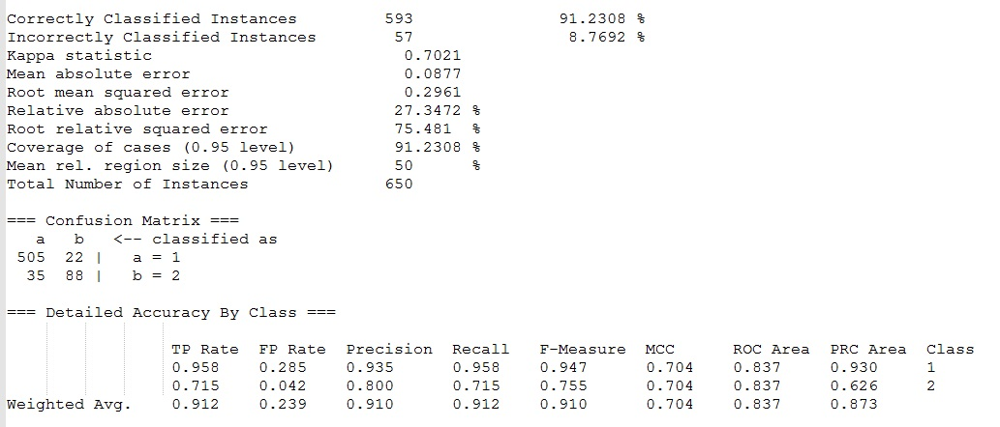 Correctly Classified Instances 593 91.2308 %
Incorrectly Classified Instances 57 8.7692 %
Kappa statistic 0.7021
Mean absolute error 0.0877
Root mean squared error 0.2961
Relative absolute error 27.3472 %
Root relative squared error 75.481 %
Coverage of cases (0.95 level) 91.2308 %
Mean rel. region size (0.95 level) 50 %
Total Number of Instances 650
=== Confusion Matrix ===
a b <-- classified as
505 22 | a = 1
35 88 | b = 2
=== Detailed Accuracy By Class ===
TP Rate FP Rate Precision Recall F-Measure MCC ROC Area PRC Area Class
0.958 0.285 0.935 0.958 0.947 0.704 0.837 0.930 1
0.715 0.042 0.800 0.715 0.755 0.704 0.837 0.626 2
Weighted Avg. 0.912 0.239 0.910 0.912 0.910 0.704 0.837 0.873